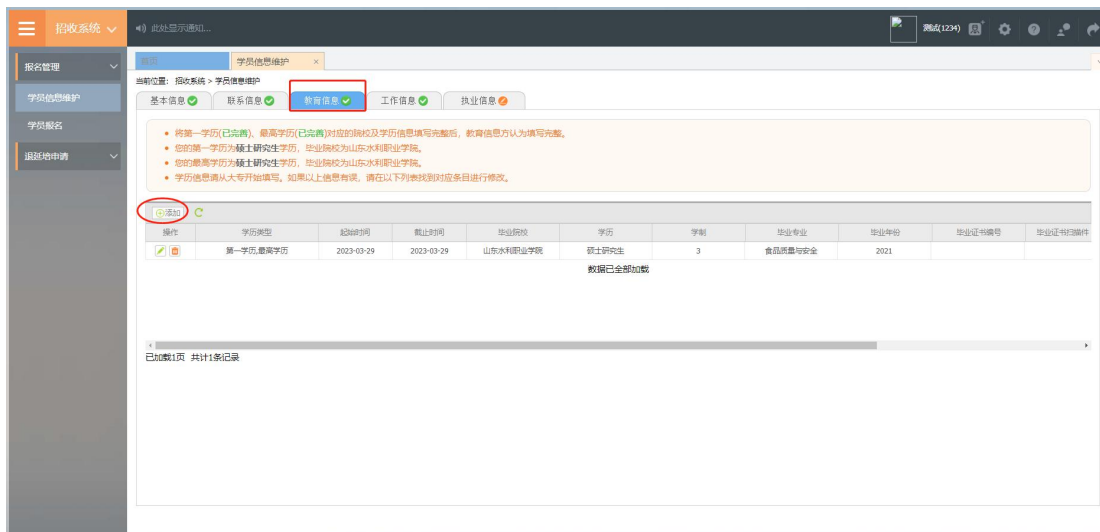 招收系统
此处显示通知...
测试(1234)
报名管理
学员信息维护
学员报名
退延培申请
首页
学员信息维护 ×
当前位置: 招收系统 > 学员信息维护
基本信息 联系信息 教育信息 工作信息 执业信息
将第一学历(已完善)、最高学历(已完善)对应的院校及学历信息填写完整后，教育信息方认为填写完整。
您的第一学历为硕士研究生学历，毕业院校为山东水利职业学院。
您的最高学历为硕士研究生学历，毕业院校为山东水利职业学院。
学历信息请从大专开始填写。如果以上信息有误，请在以下列表找到对应条目进行修改。
添加
操作 学历类型 起始时间 截止时间 毕业院校 学历 学制 毕业专业 毕业年份 毕业证书编号 毕业证书扫描件
第一学历,最高学历 2023-03-29 2023-03-29 山东水利职业学院 硕士研究生 3 食品质量与安全 2021
数据已全部加载
已加载1页 共计1条记录